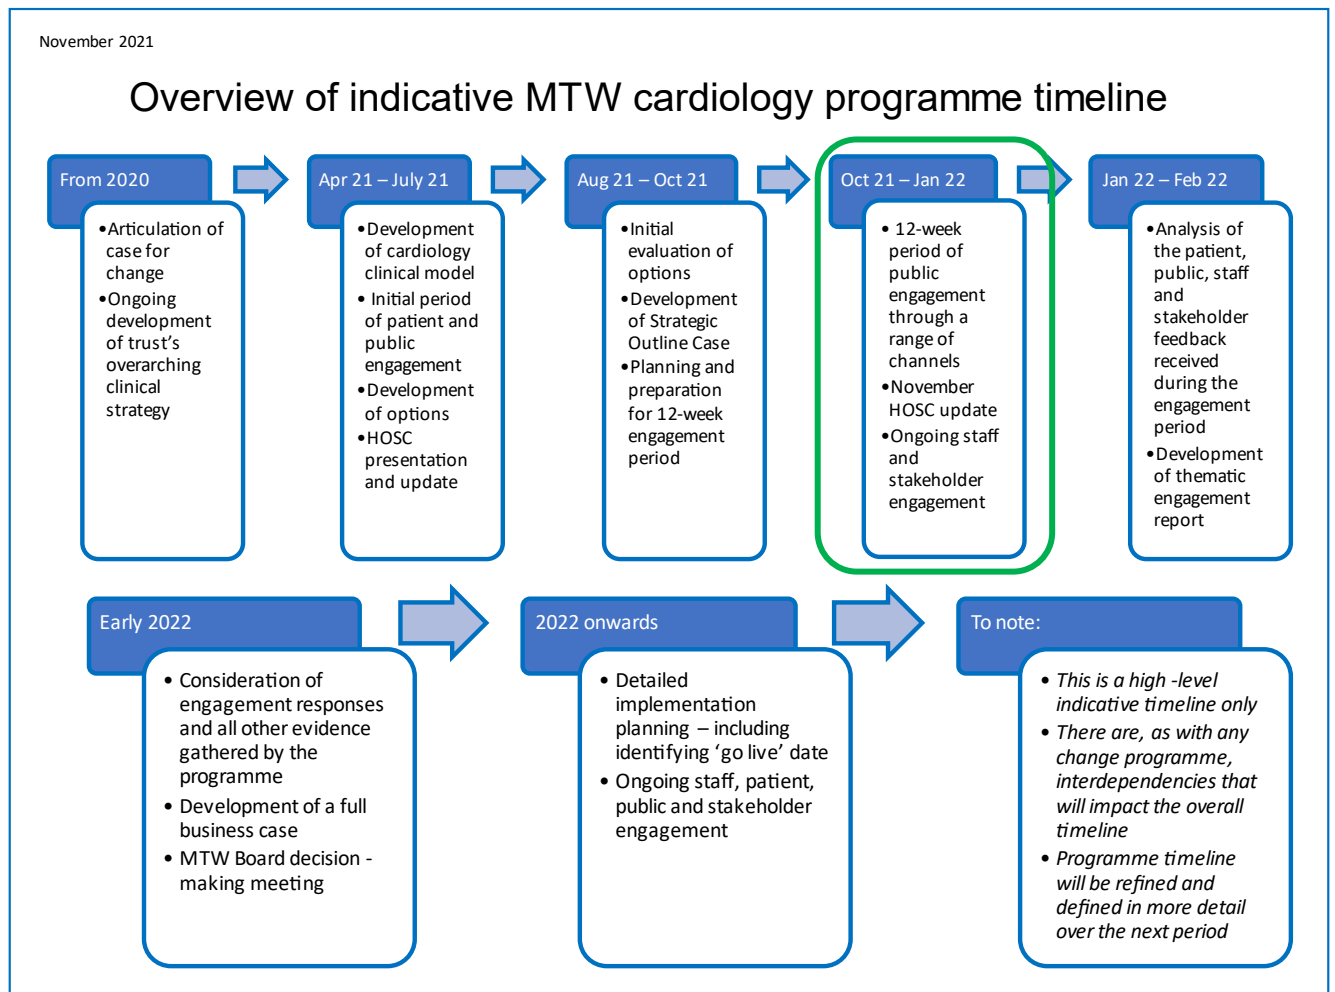 November 2021
Overview of indicative MTW cardiology programme timeline
From 2020
•Articulation of
case for
change
•Ongoing
development
of trust’s
overarching
clinical
strategy
Apr 21 – July 21
•Development
of cardiology
clinical model
• Initial period
of patient and
public
engagement
•Development
of options
•HOSC
presentation
and update
Aug 21 – Oct 21
•Initial
evaluation of
options
•Development
of Strategic
Outline Case
•Planning and
preparation
for 12-week
engagement
period
Oct 21 – Jan 22
• 12-week
period of
public
engagement
through a
range of
channels
•November
HOSC update
•Ongoing staff
and
stakeholder
engagement
Jan 22 – Feb 22
•Analysis of
the patient,
public, staff
and
stakeholder
feedback
received
during the
engagement
period
•Development
of thematic
engagement
report
Early 2022
• Consideration of
engagement responses
and all other evidence
gathered by the
programme
• Development of a full
business case
• MTW Board decision -
making meeting
2022 onwards
• Detailed
implementation
planning – including
identifying ‘go live’ date
• Ongoing staff, patient,
public and stakeholder
engagement
To note:
• This is a high -level
indicative timeline only
• There are, as with any
change programme,
interdependencies that
will impact the overall
timeline
• Programme timeline
will be refined and
defined in more detail
over the next period